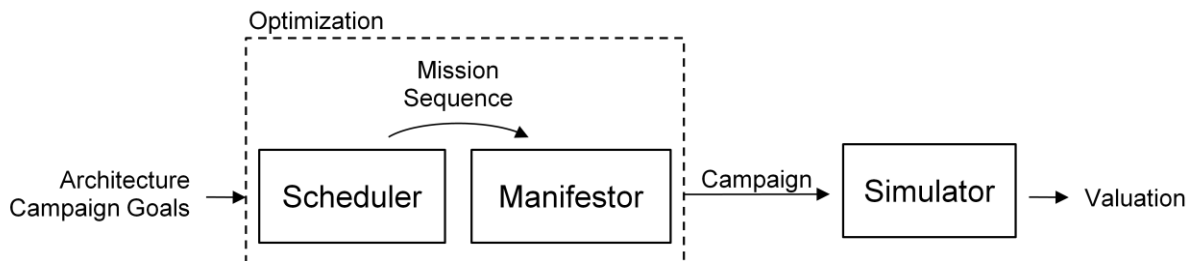 Optimization
Mission
Sequence
Architecture
Campaign Goals
Scheduler
Manifestor
Campaign
Simulator
Valuation